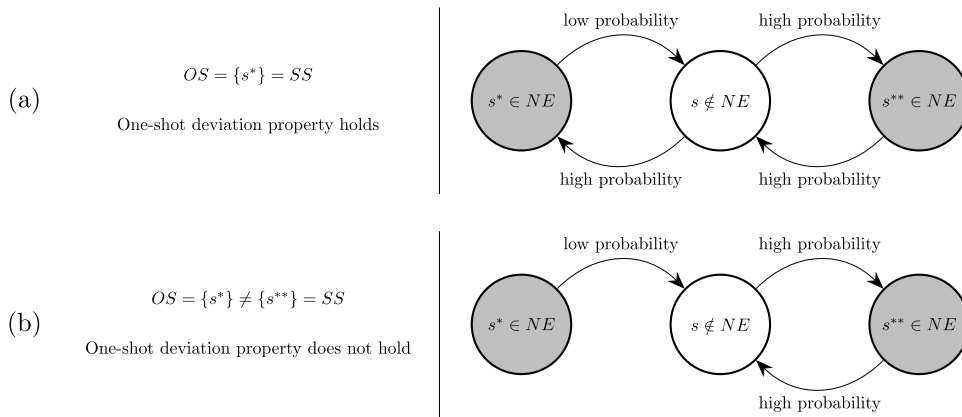 low probability
high probability
OS = {s*} = SS
(a)
One-shot deviation property holds
s* ∈ NE
s ∉ NE
s** ∈ NE
high probability
high probability
low probability
high probability
OS = {s*} ≠ {s**} = SS
(b)
One-shot deviation property does not hold
s* ∈ NE
s ∉ NE
s** ∈ NE
high probability